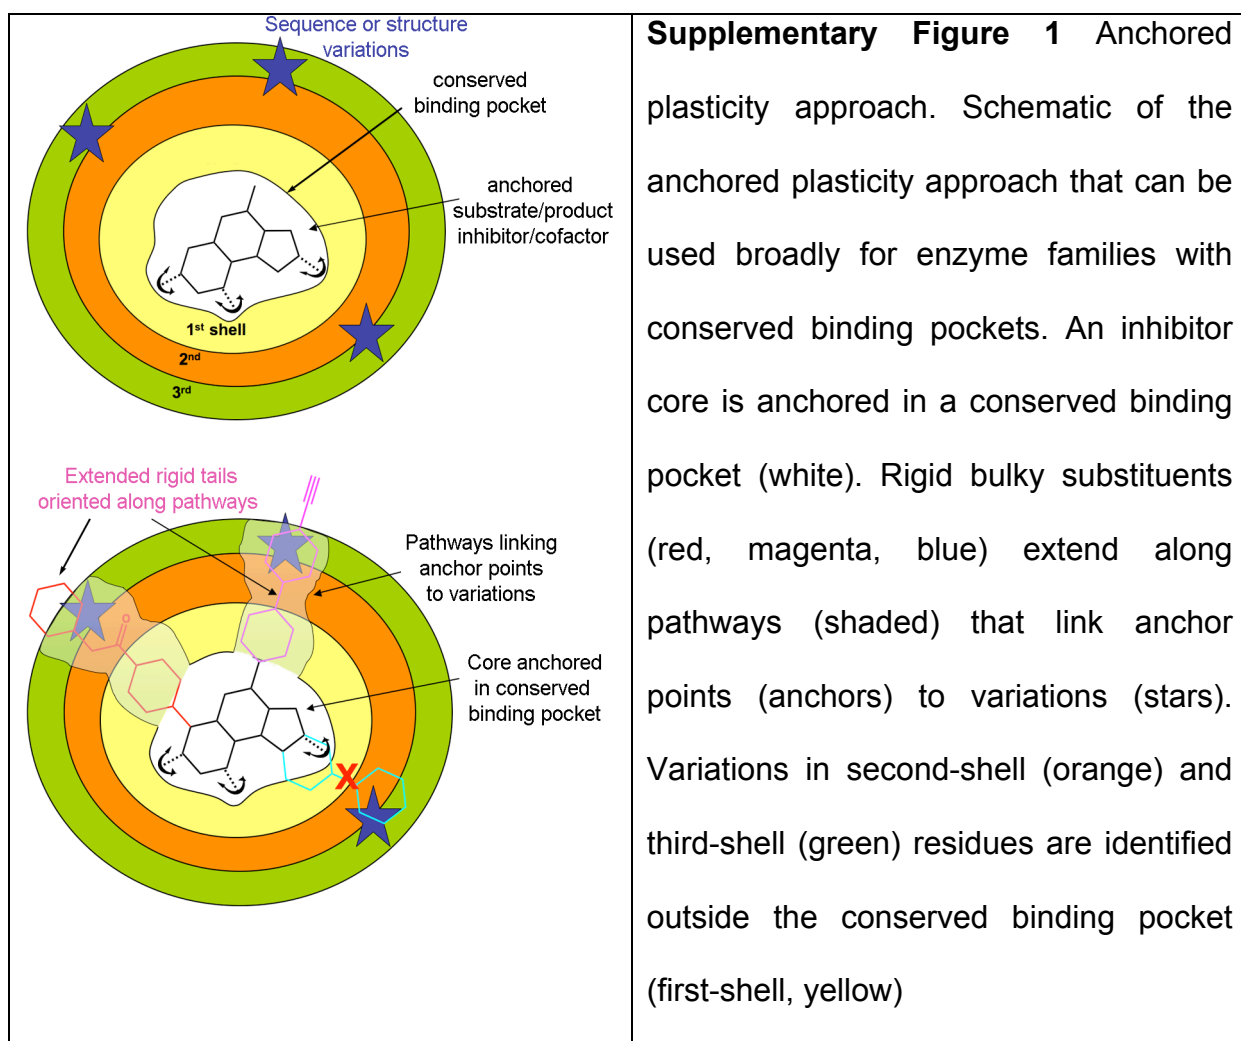 Sequence or structure
variations
conserved
binding pocket
anchored
substrate/product
inhibitor/cofactor
1st shell
2nd
3rd
Extended rigid tails
oriented along pathways
Pathways linking
anchor points
to variations
O
Core anchored
in conserved
binding pocket
X
Supplementary Figure 1 Anchored
plasticity approach. Schematic of the
anchored plasticity approach that can be
used broadly for enzyme families with
conserved binding pockets. An inhibitor
core is anchored in a conserved binding
pocket (white). Rigid bulky substituents
(red, magenta, blue) extend along
pathways (shaded) that link anchor
points (anchors) to variations (stars).
Variations in second-shell (orange) and
third-shell (green) residues are identified
outside the conserved binding pocket
(first-shell, yellow)